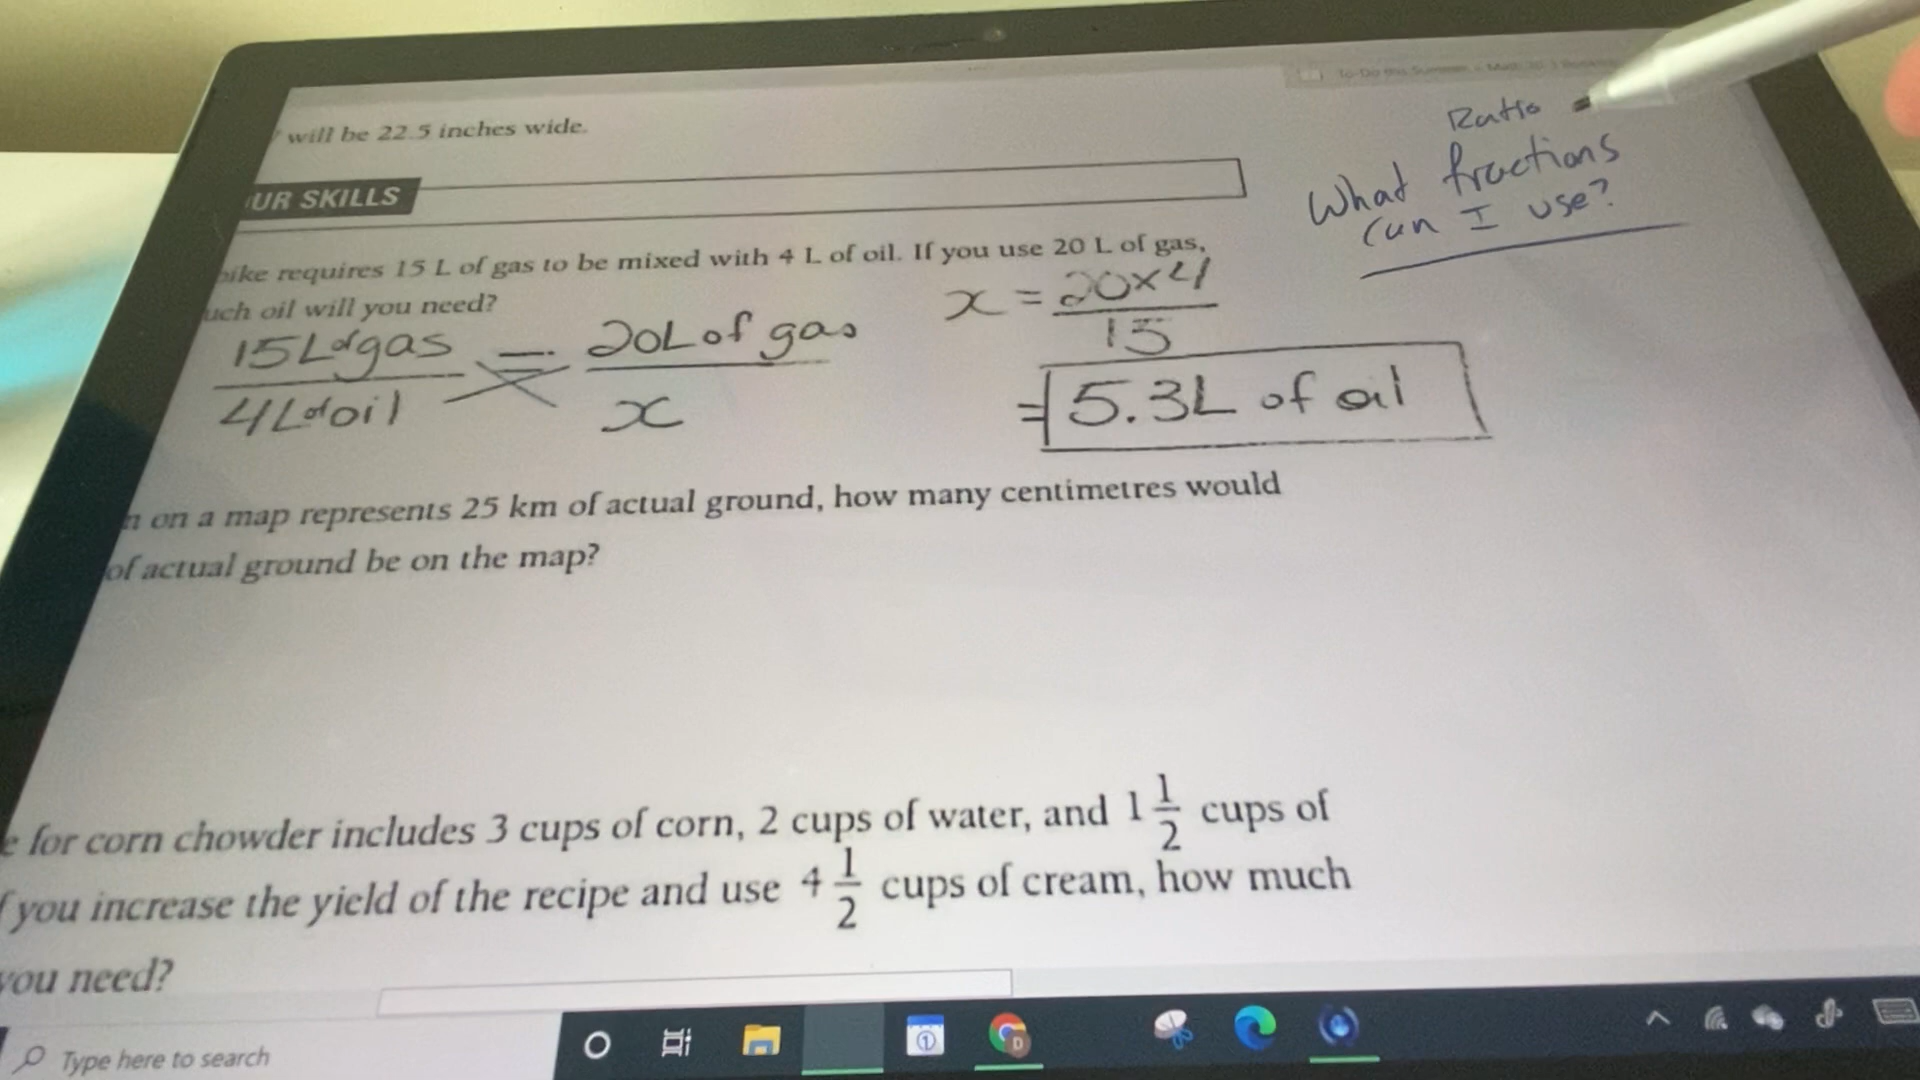 will be 22.5 inches wide.
Ratio
What fractions
can I use?
UR SKILLS
ike requires 15 L of gas to be mixed with 4 L of oil. If you use 20 L of gas,
uch oil will you need?
15L of gas = 20L of gas
4L of oil x
x = 20×4
15
= 5.3L of oil
n on a map represents 25 km of actual ground, how many centimetres would
of actual ground be on the map?
e for corn chowder includes 3 cups of corn, 2 cups of water, and 1 1/2 cups of
f you increase the yield of the recipe and use 4 1/2 cups of cream, how much
you need?
Type here to search